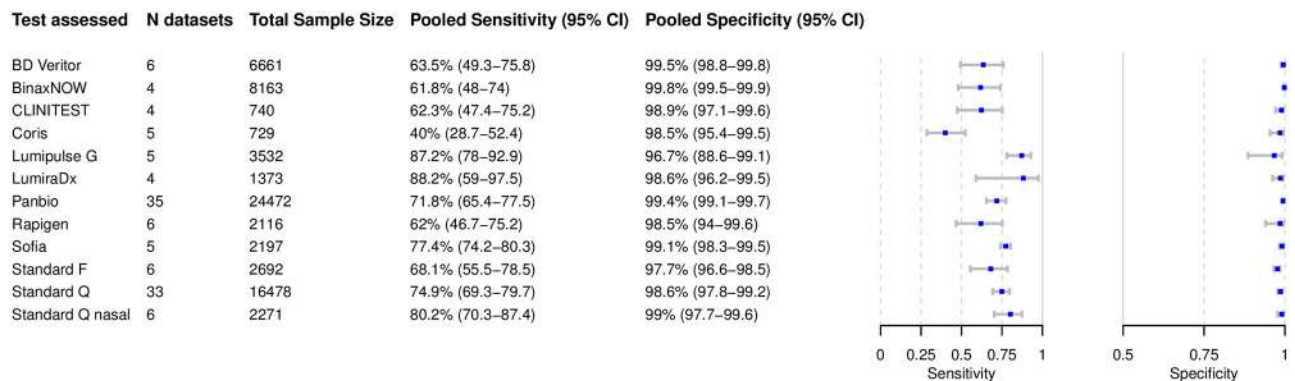 Test assessed N datasets Total Sample Size Pooled Sensitivity (95% CI) Pooled Specificity (95% CI)
BD Veritor 6 6661 63.5% (49.3–75.8) 99.5% (98.8–99.8)
BinaxNOW 4 8163 61.8% (48–74) 99.8% (99.5–99.9)
CLINITEST 4 740 62.3% (47.4–75.2) 98.9% (97.1–99.6)
Coris 5 729 40% (28.7–52.4) 98.5% (95.4–99.5)
Lumipulse G 5 3532 87.2% (78–92.9) 96.7% (88.6–99.1)
LumiraDx 4 1373 88.2% (59–97.5) 98.6% (96.2–99.5)
Panbio 35 24472 71.8% (65.4–77.5) 99.4% (99.1–99.7)
Rapigen 6 2116 62% (46.7–75.2) 98.5% (94–99.6)
Sofia 5 2197 77.4% (74.2–80.3) 99.1% (98.3–99.5)
Standard F 6 2692 68.1% (55.5–78.5) 97.7% (96.6–98.5)
Standard Q 33 16478 74.9% (69.3–79.7) 98.6% (97.8–99.2)
Standard Q nasal 6 2271 80.2% (70.3–87.4) 99% (97.7–99.6)
0 0.25 0.5 0.75 1 0.5 0.75 1
Sensitivity Specificity